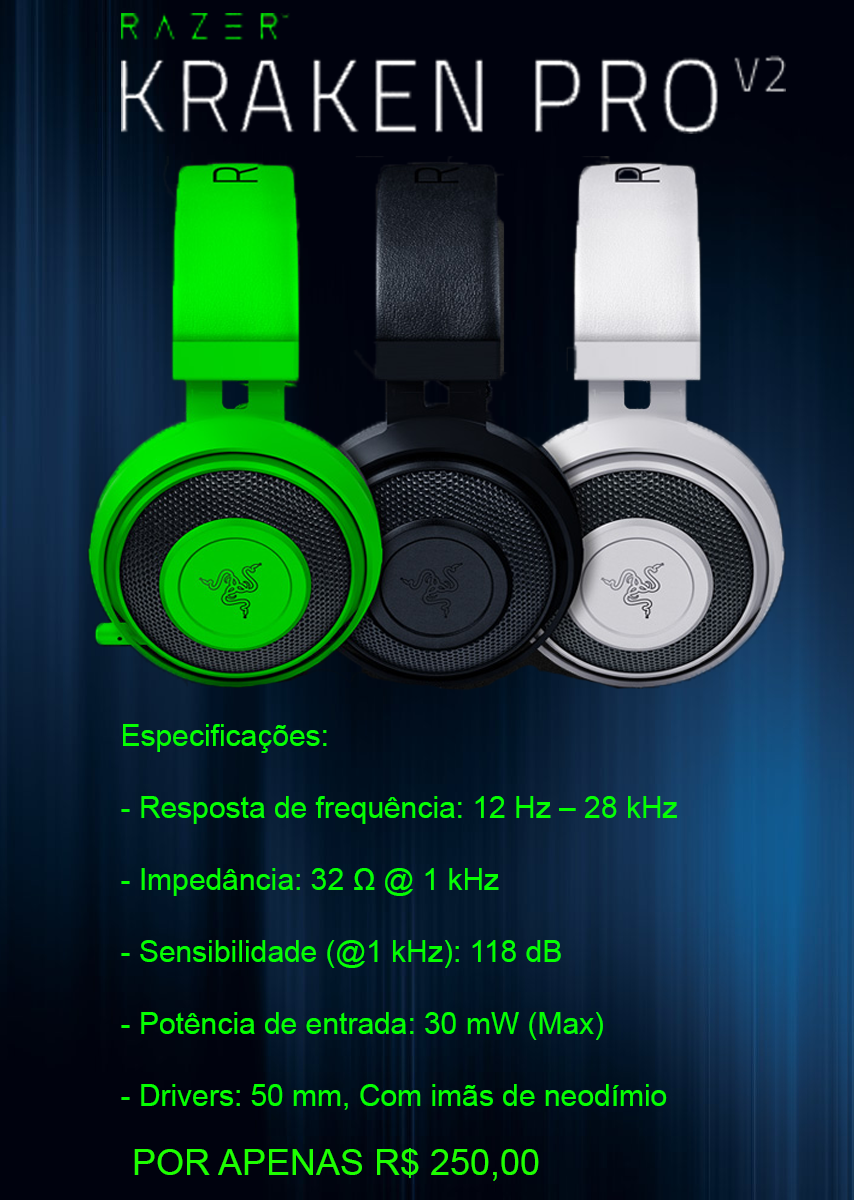 RAZER™
KRAKEN PRO V2
R R R
Especificações:
- Resposta de frequência: 12 Hz – 28 kHz
- Impedância: 32 Ω @ 1 kHz
- Sensibilidade (@1 kHz): 118 dB
- Potência de entrada: 30 mW (Max)
- Drivers: 50 mm, Com imãs de neodímio
POR APENAS R$ 250,00